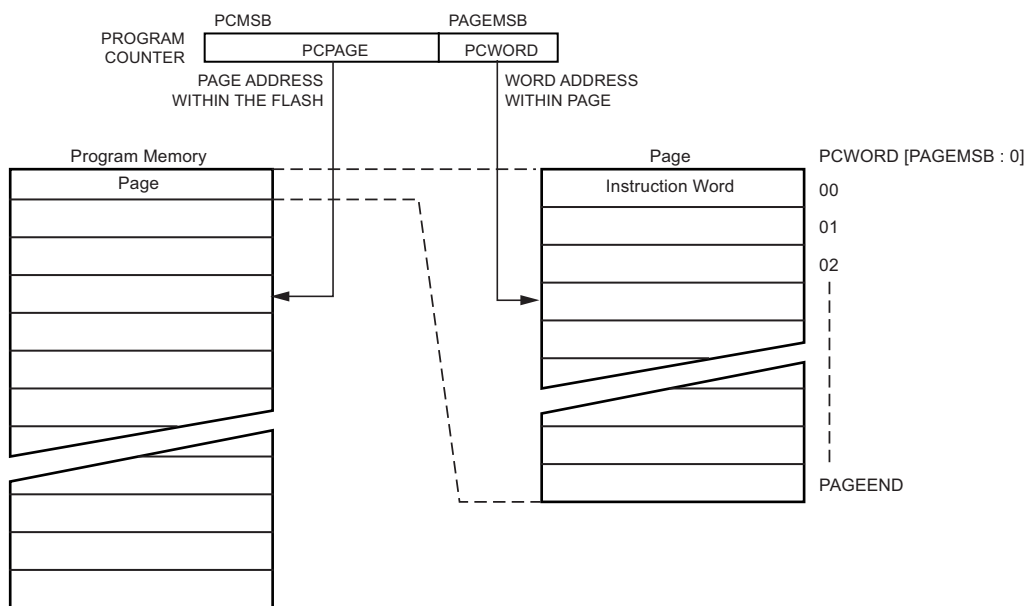 PCMSB PAGEMSB
PROGRAM
COUNTER
PCPAGE PCWORD
PAGE ADDRESS
WITHIN THE FLASH
WORD ADDRESS
WITHIN PAGE
Program Memory
Page
Page
Instruction Word
PCWORD [PAGEMSB : 0]
00
01
02
PAGEEND